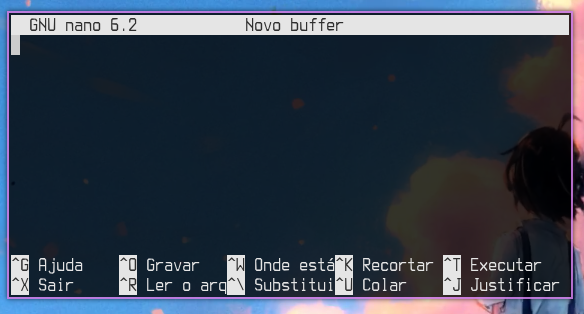 GNU nano 6.2 Novo buffer
^G Ajuda ^O Gravar ^W Onde está ^K Recortar ^T Executar
^X Sair ^R Ler o arq ^\ Substitui ^U Colar ^J Justificar